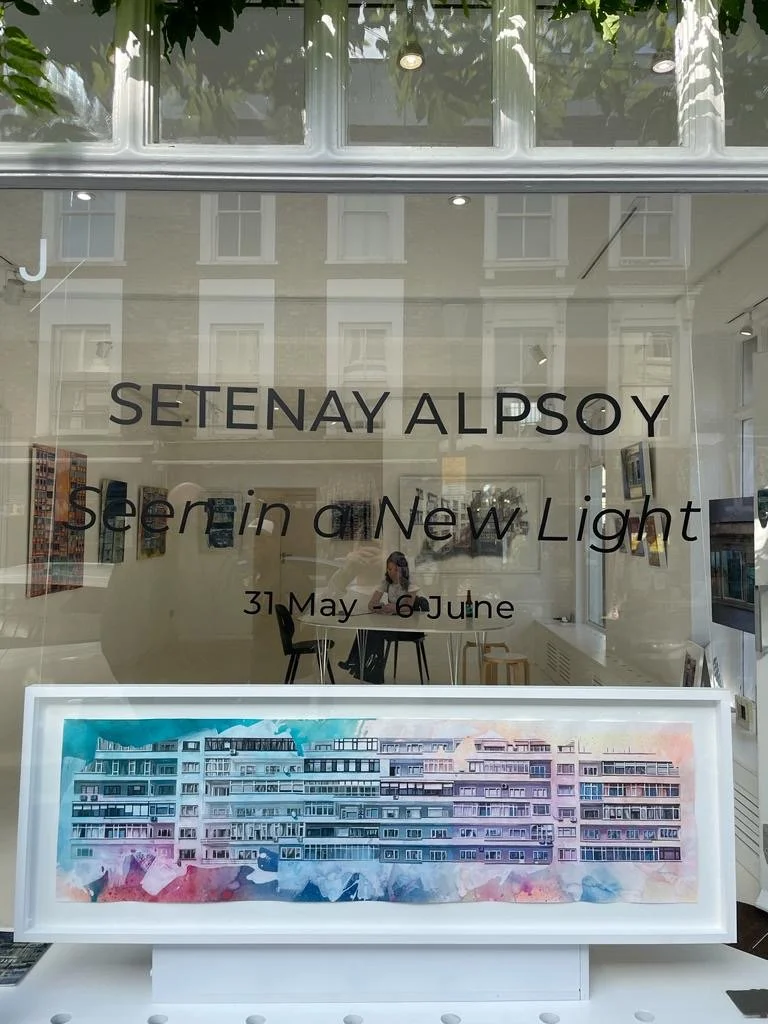 J
SETENAY ALPSOY
Seen in a New Light
31 May - 6 June